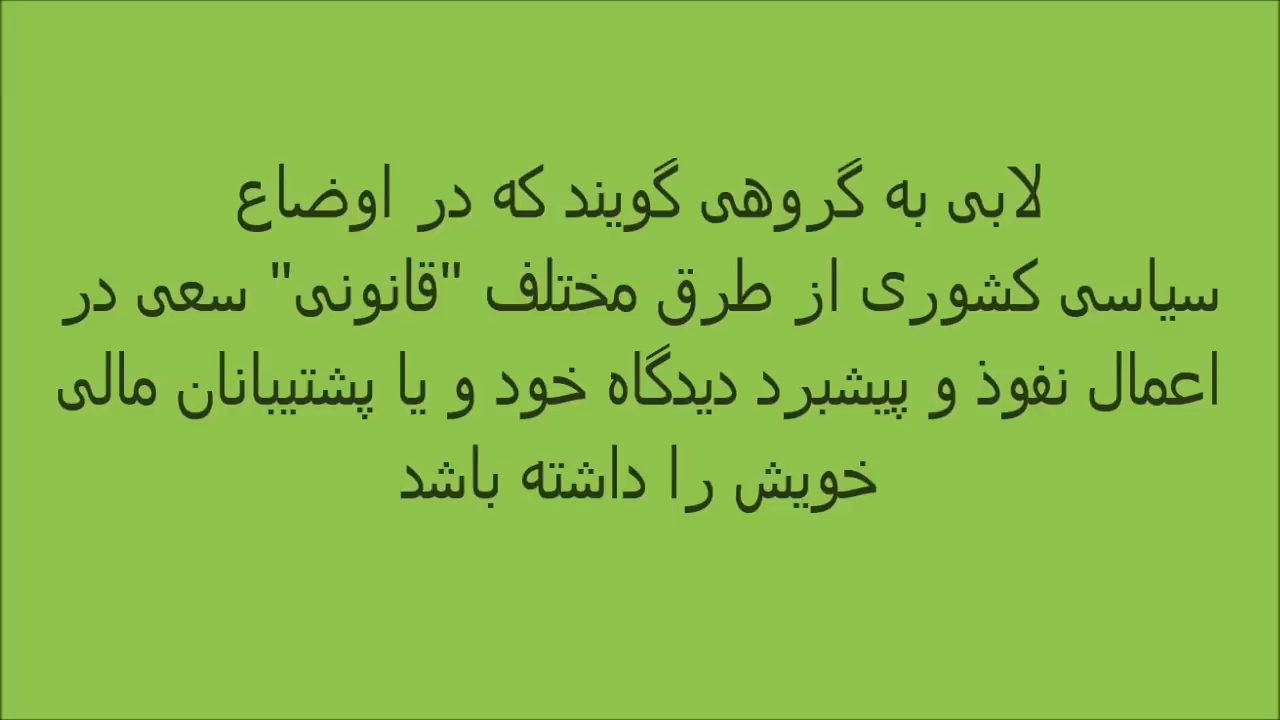 لابی به گروهی گویند که در اوضاع
سیاسی کشوری از طرق مختلف "قانونی" سعی در
اعمال نفوذ و پیشبرد دیدگاه خود و یا پشتیبانان مالی
خویش را داشته باشد